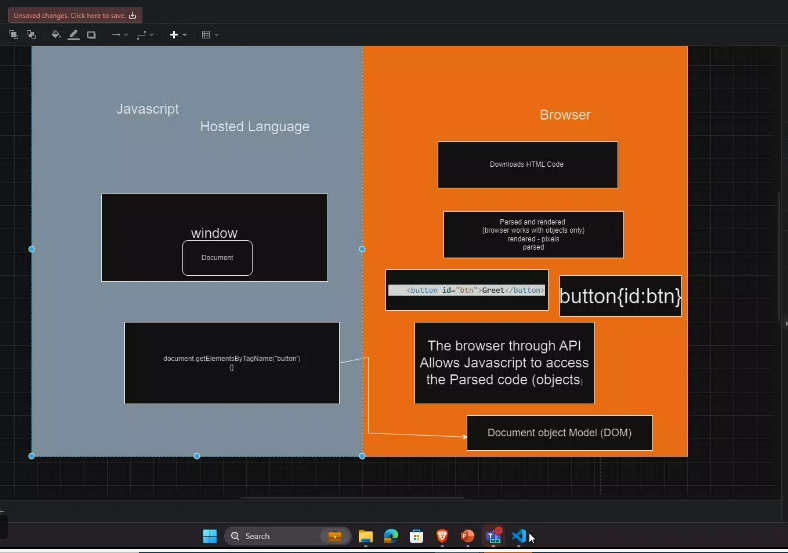 Unsaved changes. Click here to save.
Javascript
Hosted Language
Browser
Downloads HTML Code
window
Document
Parsed and rendered
(browser works with objects only)
rendered - pixels
parsed
<button id="btn">Greet</button>
button{id:btn}
document.getElementsByTagName("button')
{}
The browser through API
Allows Javascript to access
the Parsed code (objects)
Document object Model (DOM)
Search